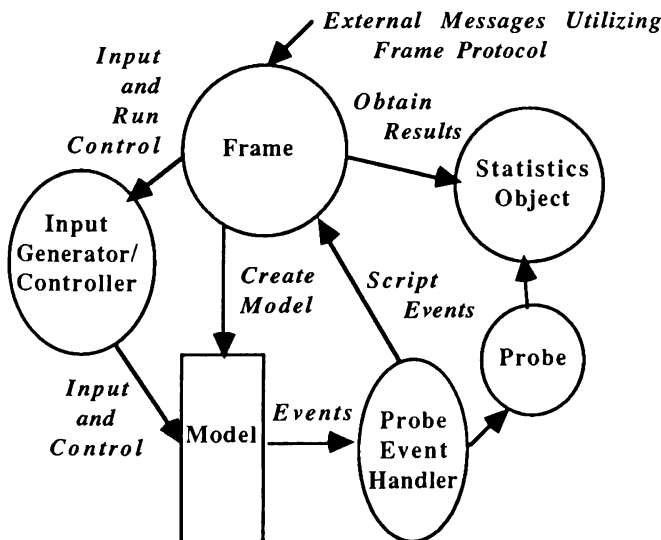 External Messages Utilizing
Frame Protocol
Input
and
Run
Control
Obtain
Results
Frame
Statistics
Object
Input
Generator/
Controller
Create
Model
Script
Events
Probe
Input
and
Control
Model
Events
Probe
Event
Handler